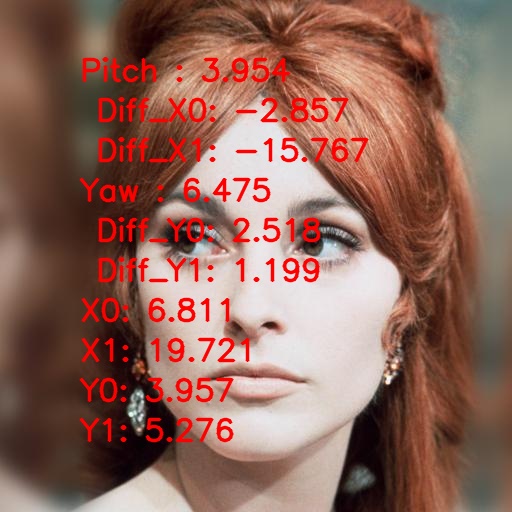 Pitch : 3.954
Diff_X0: -2.857
Diff_X1: -15.767
Yaw : 6.475
Diff_Y0: 2.518
Diff_Y1: 1.199
X0: 6.811
X1: 19.721
Y0: 3.957
Y1: 5.276